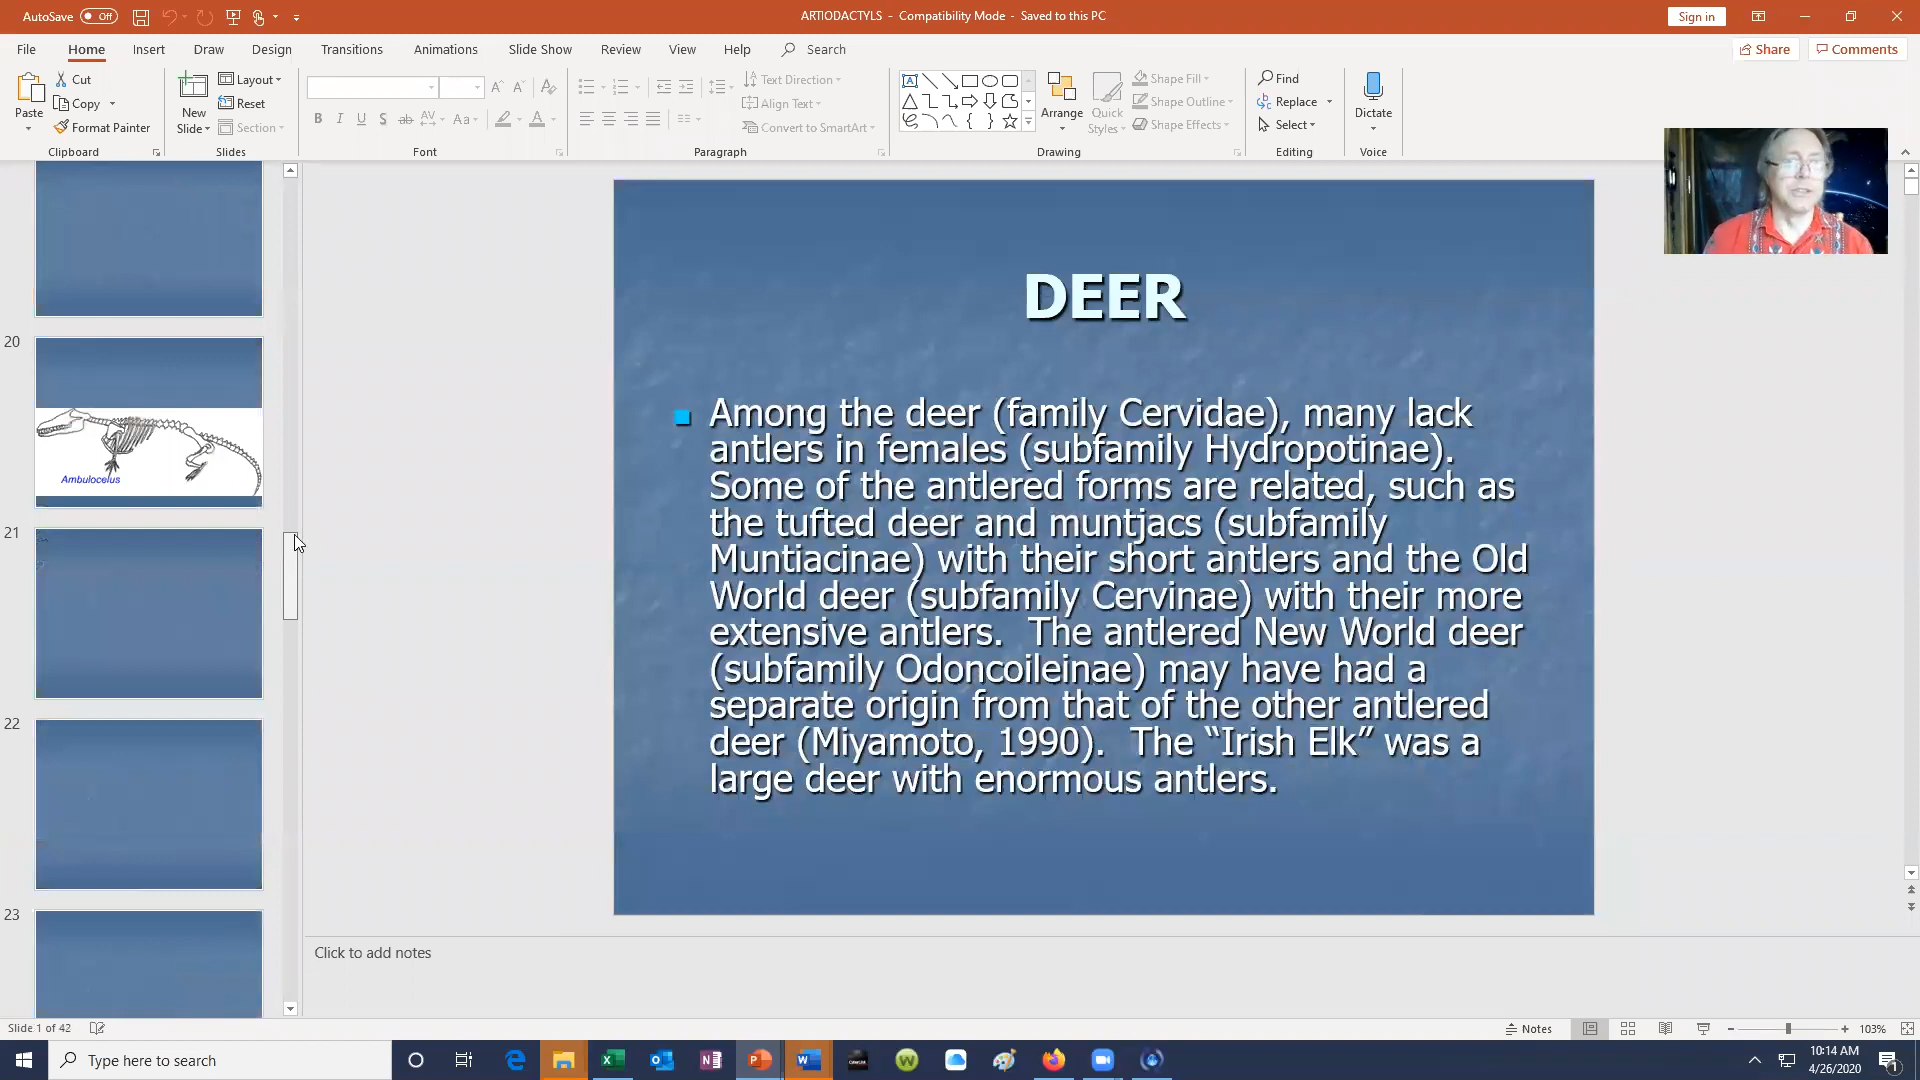 AutoSave Off
ARTIODACTYLS - Compatibility Mode - Saved to this PC
Sign in
File Home Insert Draw Design Transitions Animations Slide Show Review View Help Search
Share Comments
Paste
Cut
Copy
Format Painter
Clipboard
New
Slide
Layout
Reset
Section
Slides
B I U S ab AV Aa A
Font
Text Direction
Align Text
Convert to SmartArt
Paragraph
Arrange
Quick
Styles
Shape Fill
Shape Outline
Shape Effects
Drawing
Find
Replace
Select
Editing
Dictate
Voice
20
Ambulocelus
21
22
23
DEER
Among the deer (family Cervidae), many lack
antlers in females (subfamily Hydropotinae).
Some of the antlered forms are related, such as
the tufted deer and muntjacs (subfamily
Muntiacinae) with their short antlers and the Old
World deer (subfamily Cervinae) with their more
extensive antlers. The antlered New World deer
(subfamily Odoncoileinae) may have had a
separate origin from that of the other antlered
deer (Miyamoto, 1990). The “Irish Elk” was a
large deer with enormous antlers.
Click to add notes
Slide 1 of 42
Notes
103%
Type here to search
10:14 AM
4/26/2020
1